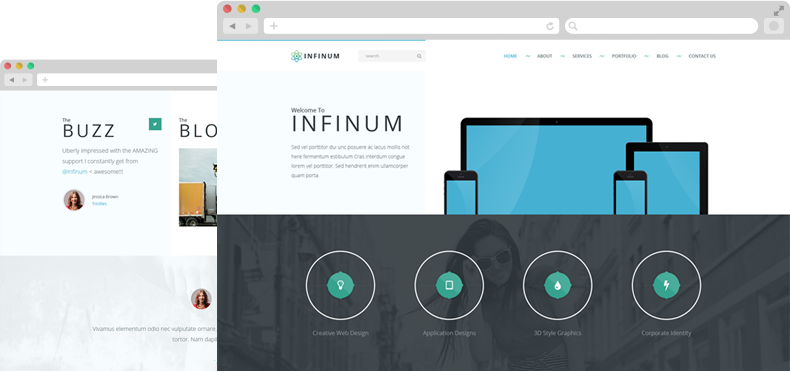 The
BUZZ
Uberly impressed with the AMAZING
support I constantly get from
@infinum = awesome!!!
Jessica Brown
The
BLO
Vivamus elementum odio nec vulputate ornare.
tortor. Nam dapi
INFINUM
search
HOME
ABOUT
SERVICES
PORTFOLIO
BLOG
CONTACT US
Welcome To
INFINUM
Sed vel porttitor dui unc posuere ac lacus mollis not
here fermentum estibulum Cras interdum congue
lorem vel porttitor. Sed hendrerit enim ullamcorper
quam porta.
Creative Web Design
Application Designs
3D Style Graphics
Corporate Identity